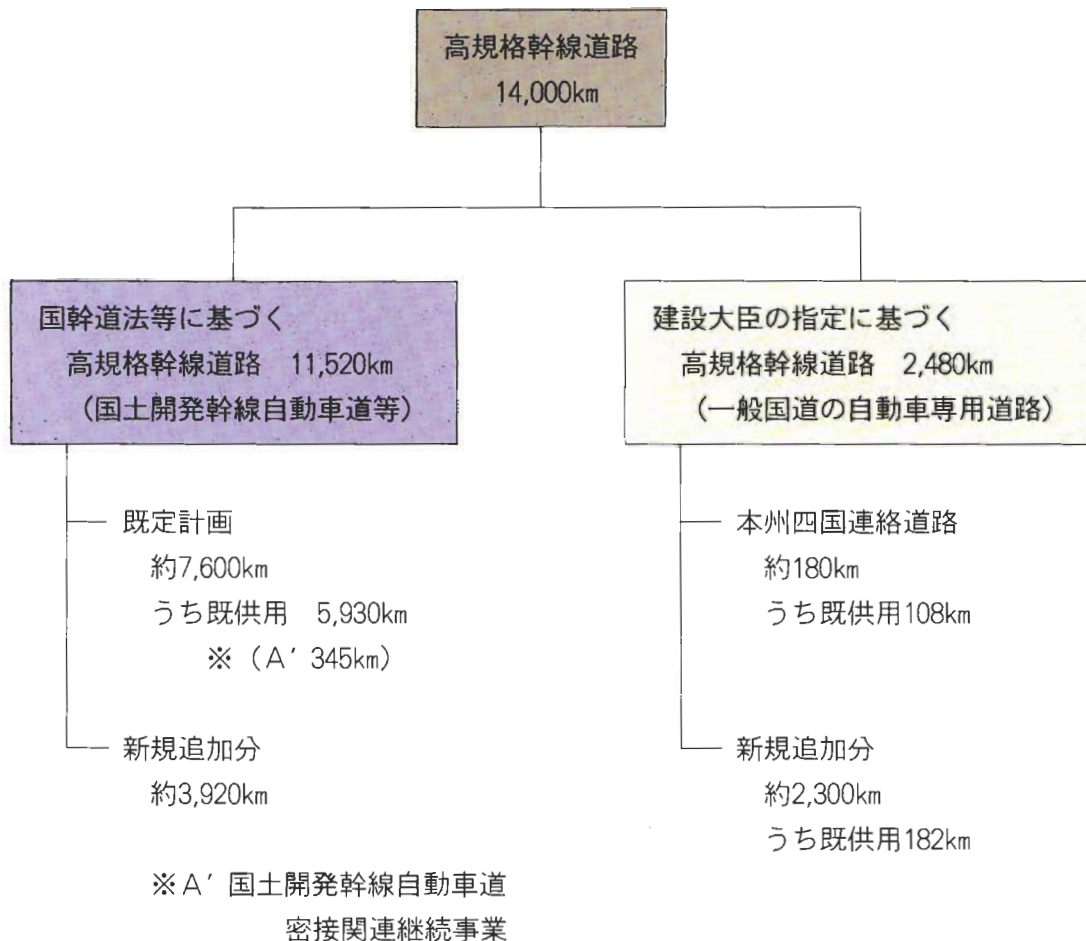 高規格幹線道路
14,000km
国幹道法等に基づく
高規格幹線道路　11,520km
（国土開発幹線自動車道等）
既定計画
約7,600km
うち既供用　5,930km
※（A′345km）
新規追加分
約3,920km
※A′国土開発幹線自動車道
密接関連継続事業
建設大臣の指定に基づく
高規格幹線道路　2,480km
（一般国道の自動車専用道路）
本州四国連絡道路
約180km
うち既供用108km
新規追加分
約2,300km
うち既供用182km